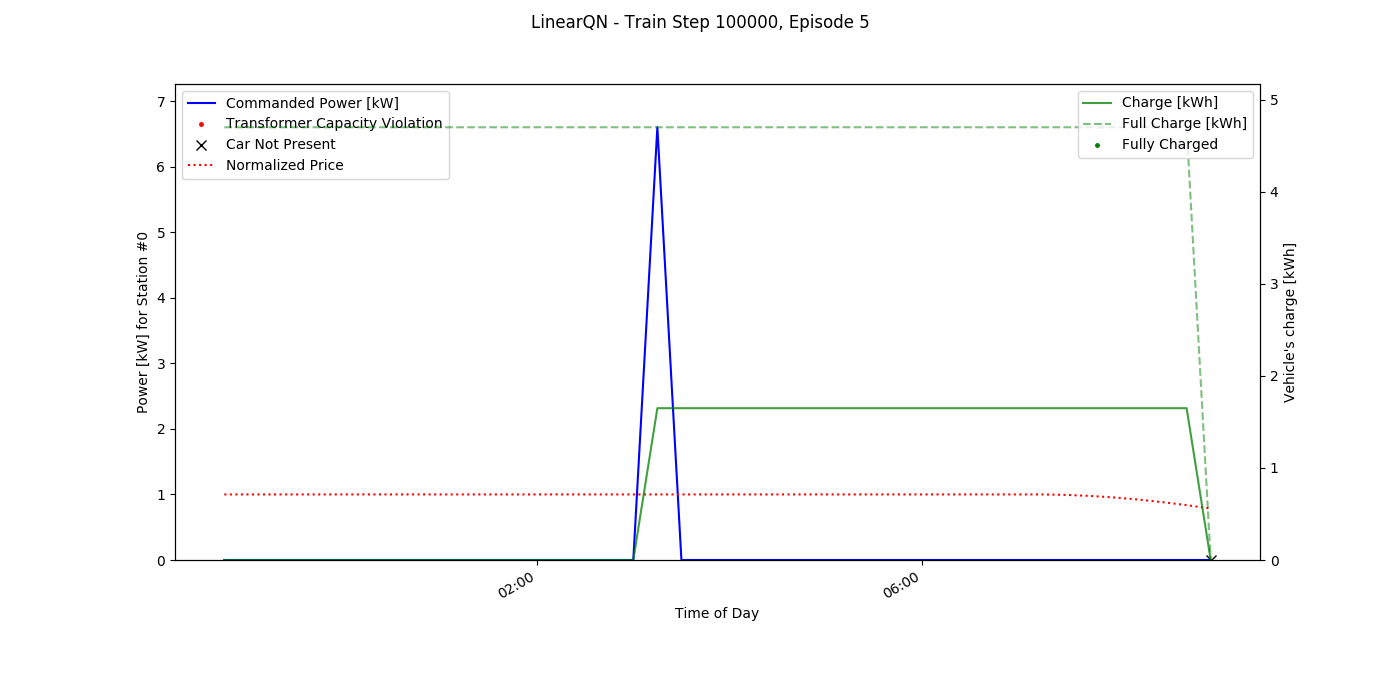 LinearQN - Train Step 100000, Episode 5
Commanded Power [kW]
Transformer Capacity Violation
Car Not Present
Normalized Price
Charge [kWh]
Full Charge [kWh]
Fully Charged
7
6
5
4
3
2
1
0
Power [kW] for Station #0
5
4
3
2
1
0
Vehicle's charge [kWh]
02:00
06:00
Time of Day